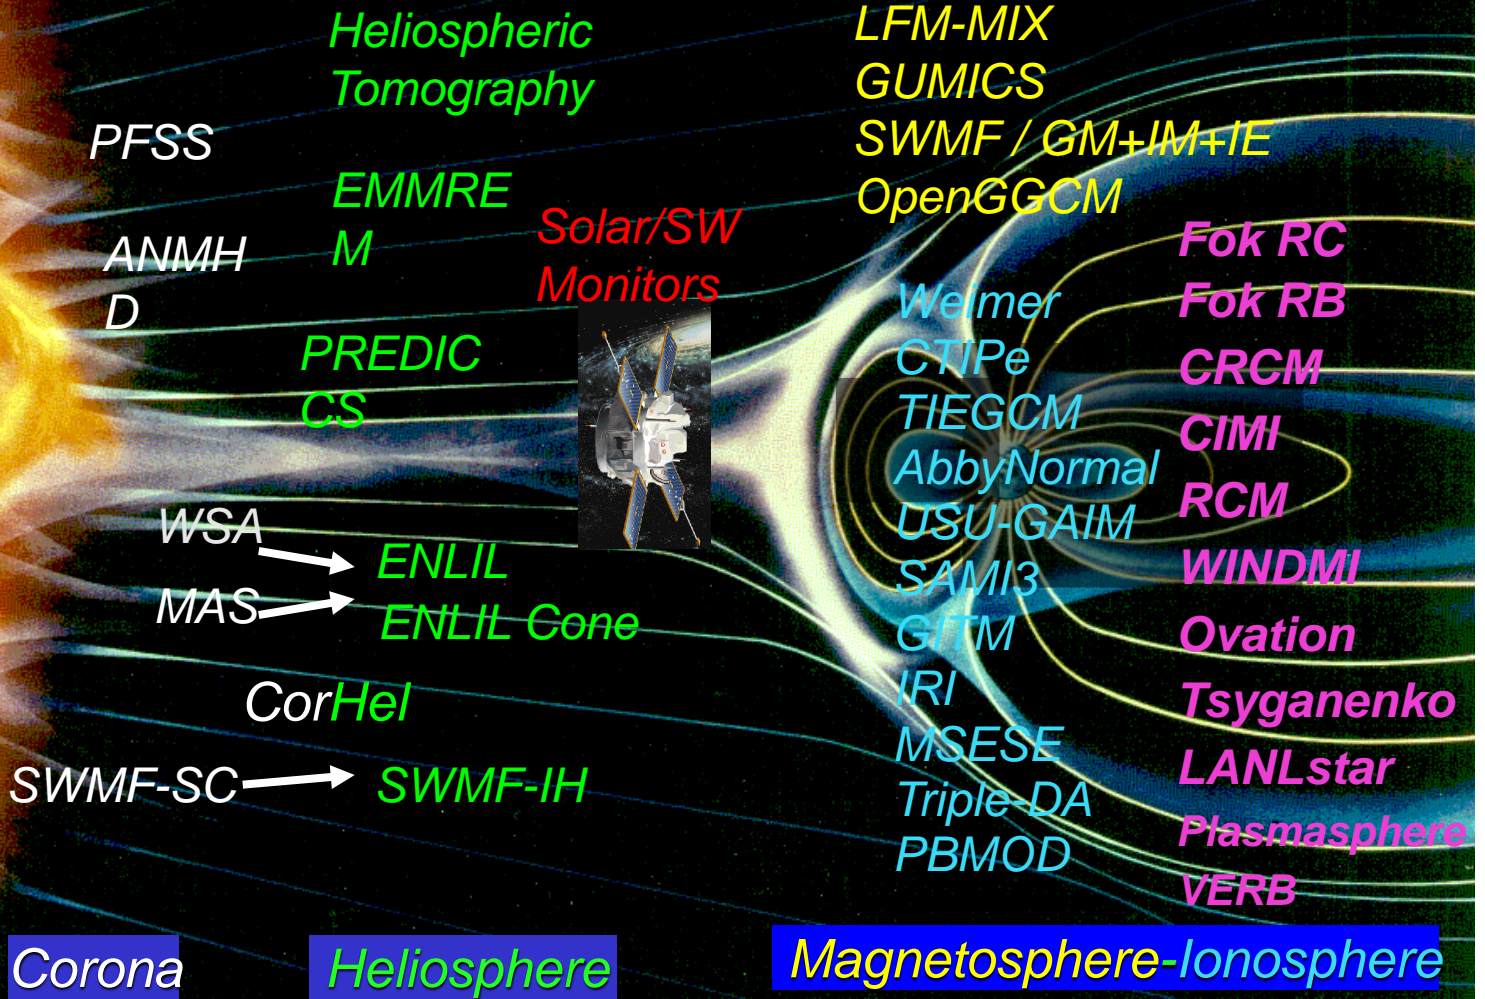 Heliospheric
Tomography
PFSS
EMMRE
M
ANMH
D
Solar/SW
Monitors
PREDIC
CS
WSA
ENLIL
MAS
ENLIL Cone
CorHel
SWMF-SC
SWMF-IH
LFM-MIX
GUMICS
SWMF / GM+IM+IE
OpenGGCM
Weimer
CTIPe
TIEGCM
AbbyNormal
USU-GAIM
SAMI3
GITM
IRI
MSESE
Triple-DA
PBMOD
Fok RC
Fok RB
CRCM
CIMI
RCM
WINDMI
Ovation
Tsyganenko
LANLstar
Plasmasphere
VERB
Corona
Heliosphere
Magnetosphere-Ionosphere